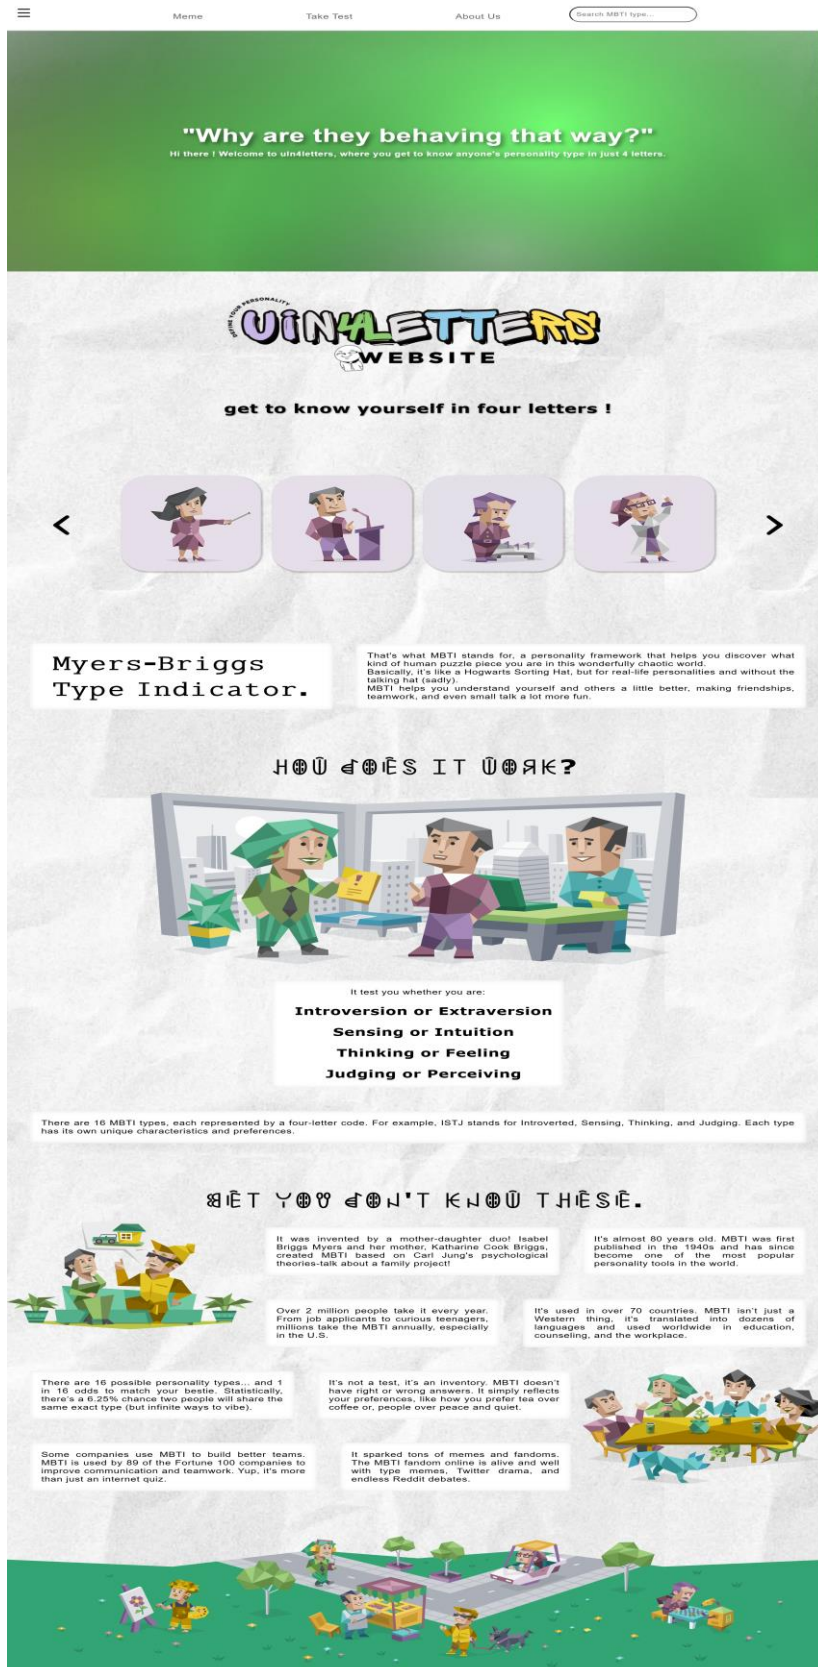 Meme
Take Test
About Us
Search MBTI type...
"Why are they behaving that way?"
Hi there ! Welcome to uIn4letters, where you get to know anyone's personality type in just 4 letters.
DEFINE YOUR PERSONALITY
UIN4LETTERS
WEBSITE
get to know yourself in four letters !
<
>
Myers-Briggs
Type Indicator.
That's what MBTI stands for, a personality framework that helps you discover what
kind of human puzzle piece you are in this wonderfully chaotic world.
Basically, it's like a Hogwarts Sorting Hat, but for real-life personalities and without the
talking hat (sadly).
MBTI helps you understand yourself and others a little better, making friendships,
teamwork, and even small talk a lot more fun.
HOW DOES IT WORK?
It test you whether you are:
Introversion or Extraversion
Sensing or Intuition
Thinking or Feeling
Judging or Perceiving
There are 16 MBTI types, each represented by a four-letter code. For example, ISTJ stands for Introverted, Sensing, Thinking, and Judging. Each type
has its own unique characteristics and preferences.
BET YOU DON'T KNOW THESE.
It was invented by a mother-daughter duo! Isabel
Briggs Myers and her mother, Katharine Cook Briggs,
created MBTI based on Carl Jung's psychological
theories-talk about a family project!
It's almost 80 years old. MBTI was first
published in the 1940s and has since
become one of the most popular
personality tools in the world.
Over 2 million people take it every year.
From job applicants to curious teenagers,
millions take the MBTI annually, especially
in the U.S.
It's used in over 70 countries. MBTI isn't just a
Western thing, it's translated into dozens of
languages and used worldwide in education,
counseling, and the workplace.
There are 16 possible personality types... and 1
in 16 odds to match your bestie. Statistically,
there's a 6.25% chance two people will share the
same exact type (but infinite ways to vibe).
It's not a test, it's an inventory. MBTI doesn't
have right or wrong answers. It simply reflects
your preferences, like how you prefer tea over
coffee or, people over peace and quiet.
Some companies use MBTI to build better teams.
MBTI is used by 89 of the Fortune 100 companies to
improve communication and teamwork. Yup, it's more
than just an internet quiz.
It sparked tons of memes and fandoms.
The MBTI fandom online is alive and well
with type memes, Twitter drama, and
endless Reddit debates.